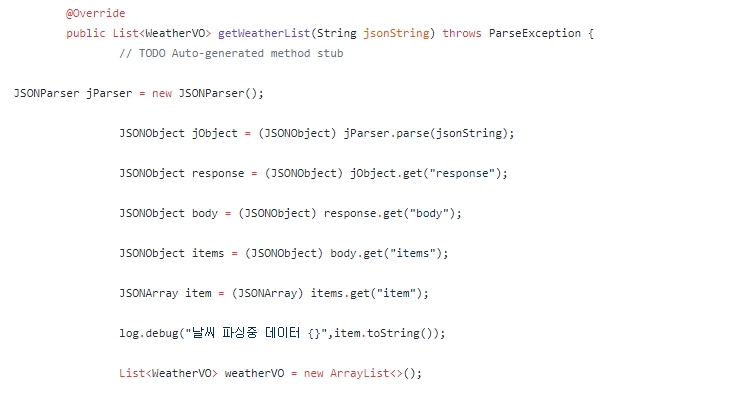 @Override
public List<WeatherVO> getWeatherList(String jsonString) throws ParseException {
// TODO Auto-generated method stub
JSONParser jParser = new JSONParser();
JSONObject jObject = (JSONObject) jParser.parse(jsonString);
JSONObject response = (JSONObject) jObject.get("response");
JSONObject body = (JSONObject) response.get("body");
JSONObject items = (JSONObject) body.get("items");
JSONArray item = (JSONArray) items.get("item");
log.debug("날씨 파싱중 데이터 {}",item.toString());
List<WeatherVO> weatherVO = new ArrayList<>();